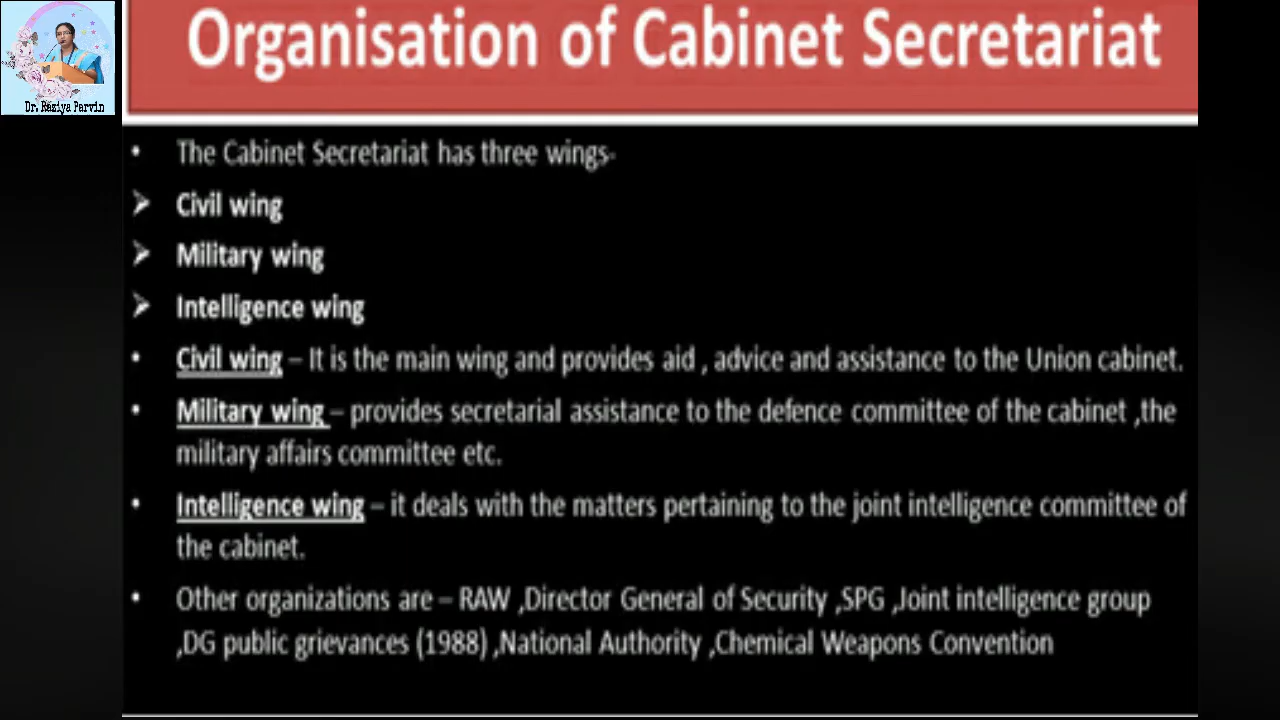 Organisation of Cabinet Secretariat
Dr. Raziya Parvin
• The Cabinet Secretariat has three wings-
➢ Civil wing
➢ Military wing
➢ Intelligence wing
• Civil wing – It is the main wing and provides aid , advice and assistance to the Union cabinet.
• Military wing – provides secretarial assistance to the defence committee of the cabinet ,the
military affairs committee etc.
• Intelligence wing – it deals with the matters pertaining to the joint intelligence committee of
the cabinet.
• Other organizations are – RAW ,Director General of Security ,SPG ,Joint intelligence group
,DG public grievances (1988) ,National Authority ,Chemical Weapons Convention